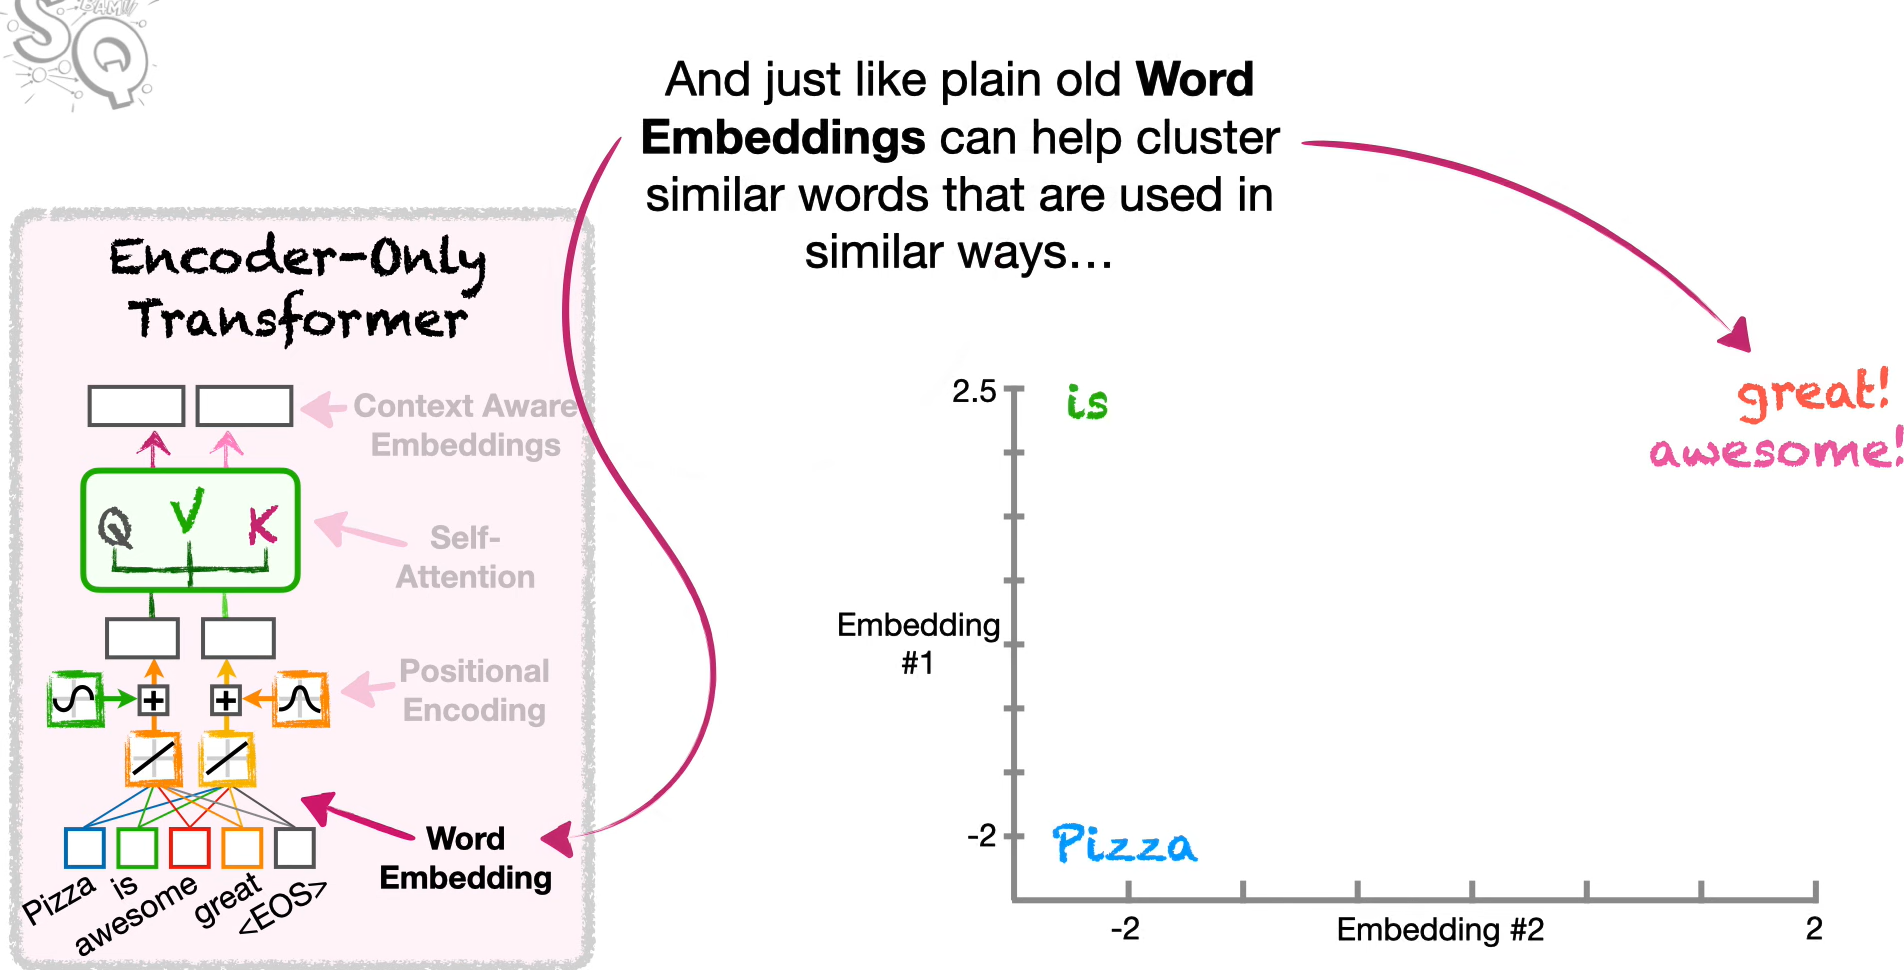 BAM!!!
SQ
And just like plain old Word
Embeddings can help cluster
similar words that are used in
similar ways…
Encoder-Only
Transformer
Context Aware
Embeddings
Q V K
Self-
Attention
Positional
Encoding
+ +
Word
Embedding
Pizza is awesome great <EOS>
2.5
is
great!
awesome!
Embedding
#1
-2
Pizza
-2
Embedding #2
2